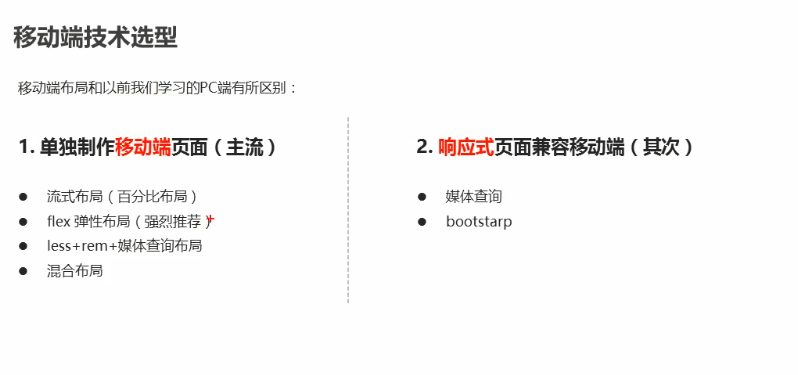 移动端技术选型
移动端布局和以前我们学习的PC端有所区别：
1. 单独制作移动端页面（主流）
● 流式布局（百分比布局）
● flex 弹性布局（强烈推荐）
● less+rem+媒体查询布局
● 混合布局
2. 响应式页面兼容移动端（其次）
● 媒体查询
● bootstarp